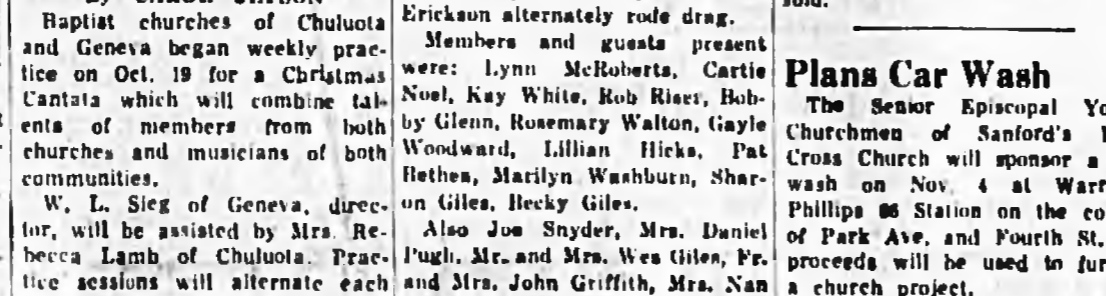 Baptist churches of Chuluota
and Geneva began weekly prac-
tice on Oct. 19 for a Christmas
Cantata which will combine tal-
ents of members from both
churches and musicians of both
communities.
W. L. Sieg of Geneva, direc-
tor, will be assisted by Mrs. Re-
becca Lamb of Chuluota. Prac-
tice sessions will alternate each
Erickson alternately rode drag.
Members and guests present
were: Lynn McRoberts, Cartie
Noel, Kay White, Rob Riser, Bob-
by Glenn, Rosemary Walton, Gayle
Woodward, Lillian Hicks, Pat
Bethea, Marilyn Washburn, Shar-
on Giles, Becky Giles.
Also Joe Snyder, Mrs. Daniel
Pugh, Mr. and Mrs. Wes Giles, Fr.
and Mrs. John Griffith, Mrs. Nan
sold.
Plans Car Wash
The Senior Episcopal Yo
Churchmen of Sanford's
Cross Church will sponsor a
wash on Nov. 4 at Warr
Phillips 66 Station on the co
of Park Ave. and Fourth St.
proceeds will be used to fur
a church project.